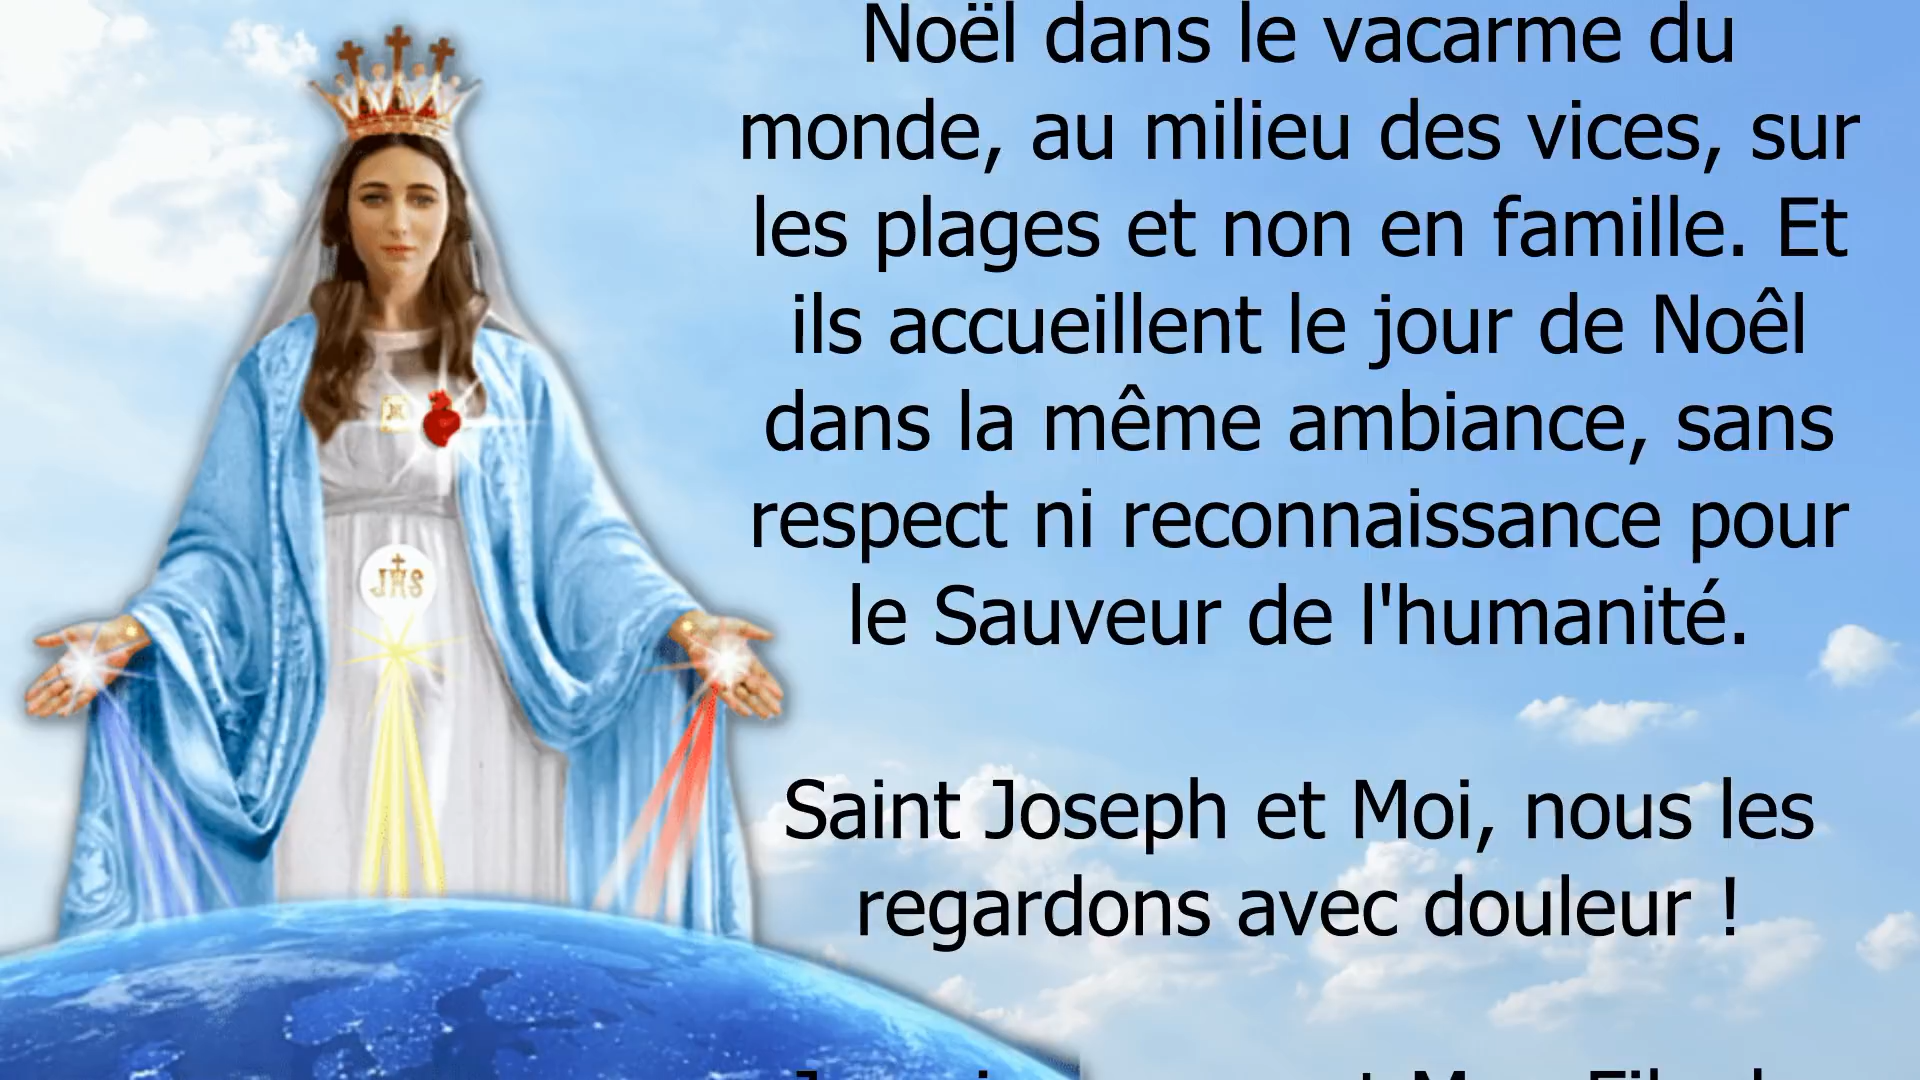 Noël dans le vacarme du
monde, au milieu des vices, sur
les plages et non en famille. Et
ils accueillent le jour de Noêl
dans la même ambiance, sans
respect ni reconnaissance pour
le Sauveur de l'humanité.
JHS
Saint Joseph et Moi, nous les
regardons avec douleur !